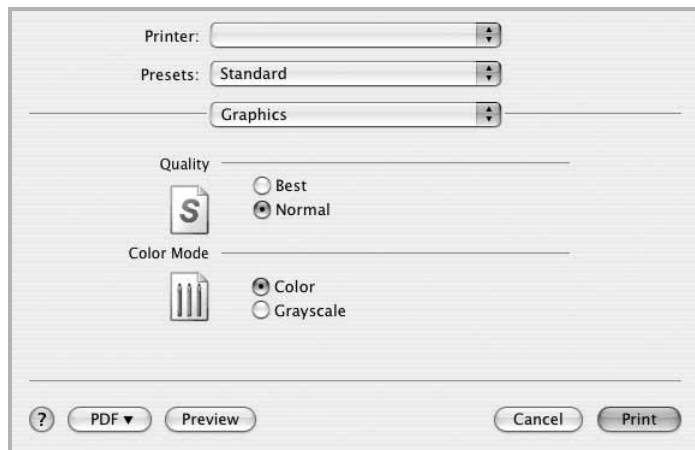 Printer:
Presets: Standard
Graphics
Quality
Best
S
Normal
Color Mode
Color
Grayscale
? PDF ▼ Preview Cancel Print